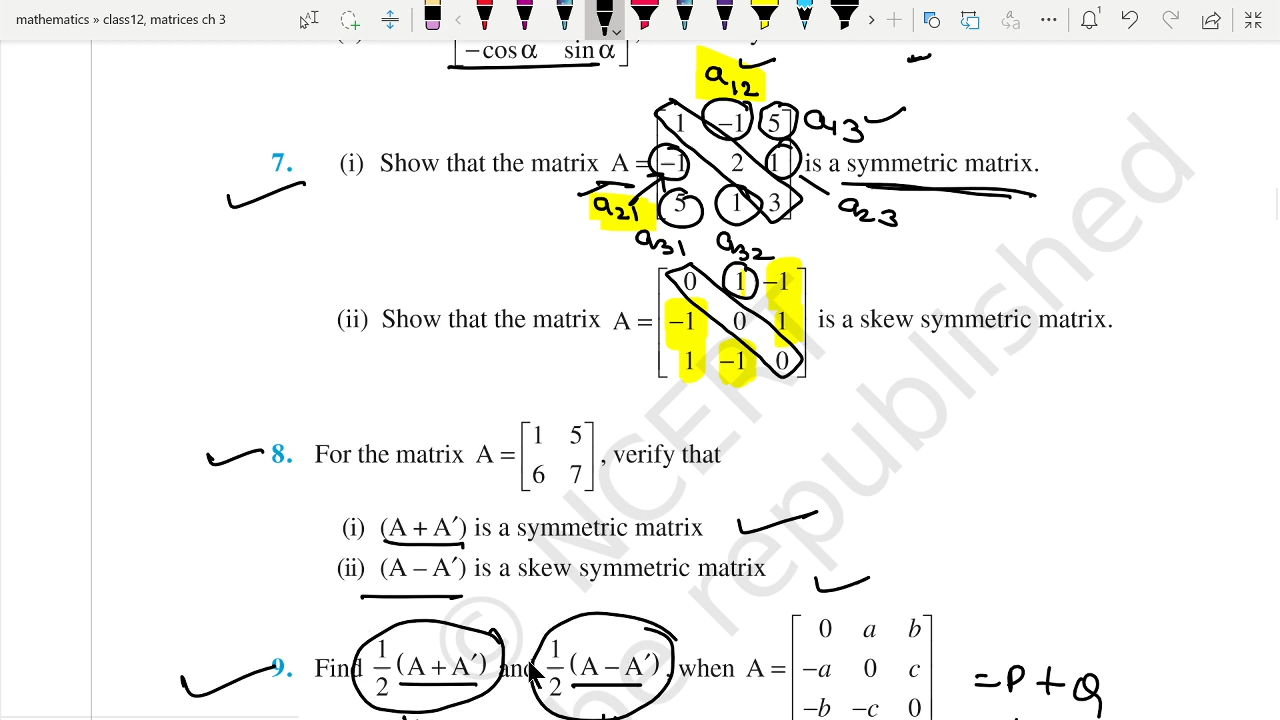 mathematics » class12, matrices ch 3
−cos α sin α
a12
1 −1 5 a13
7. (i) Show that the matrix A = −1 2 1 is a symmetric matrix.
a21 5 1 3 a23
a31 a32
0 1 −1
(ii) Show that the matrix A = −1 0 1 is a skew symmetric matrix.
1 −1 0
8. For the matrix A = [1 5; 6 7], verify that
(i) (A + A′) is a symmetric matrix
(ii) (A – A′) is a skew symmetric matrix
0 a b
9. Find 1/2 (A + A′) and 1/2 (A − A′), when A = −a 0 c = P + Q
−b −c 0
© NCERT
be republished